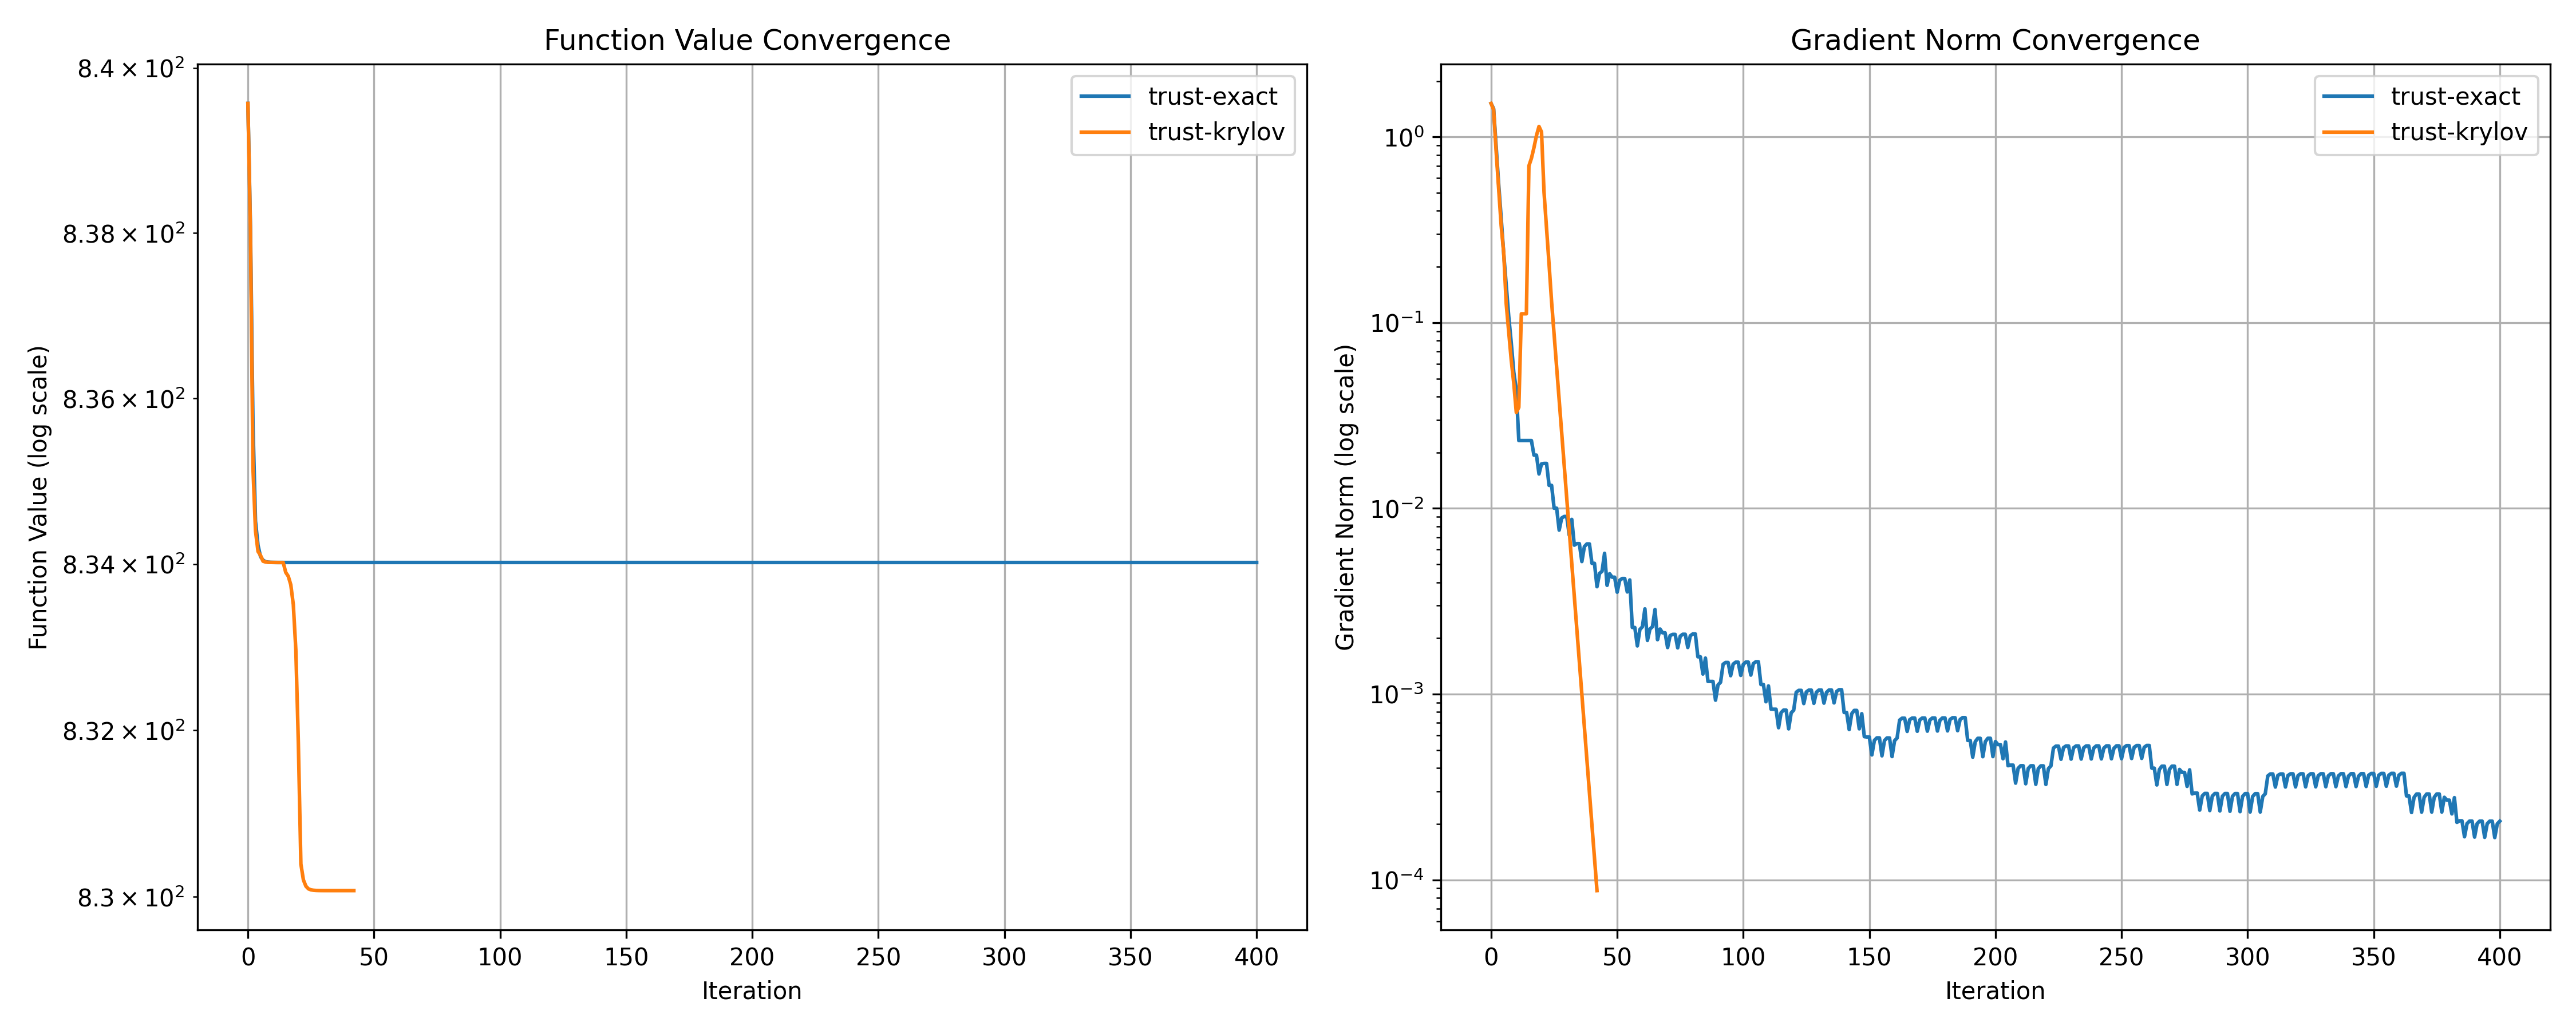 Function Value Convergence
8.4 × 10²
8.38 × 10²
8.36 × 10²
8.34 × 10²
8.32 × 10²
8.3 × 10²
Function Value (log scale)
trust-exact
trust-krylov
0 50 100 150 200 250 300 350 400
Iteration
Gradient Norm Convergence
10⁰
10⁻¹
10⁻²
10⁻³
10⁻⁴
Gradient Norm (log scale)
trust-exact
trust-krylov
0 50 100 150 200 250 300 350 400
Iteration